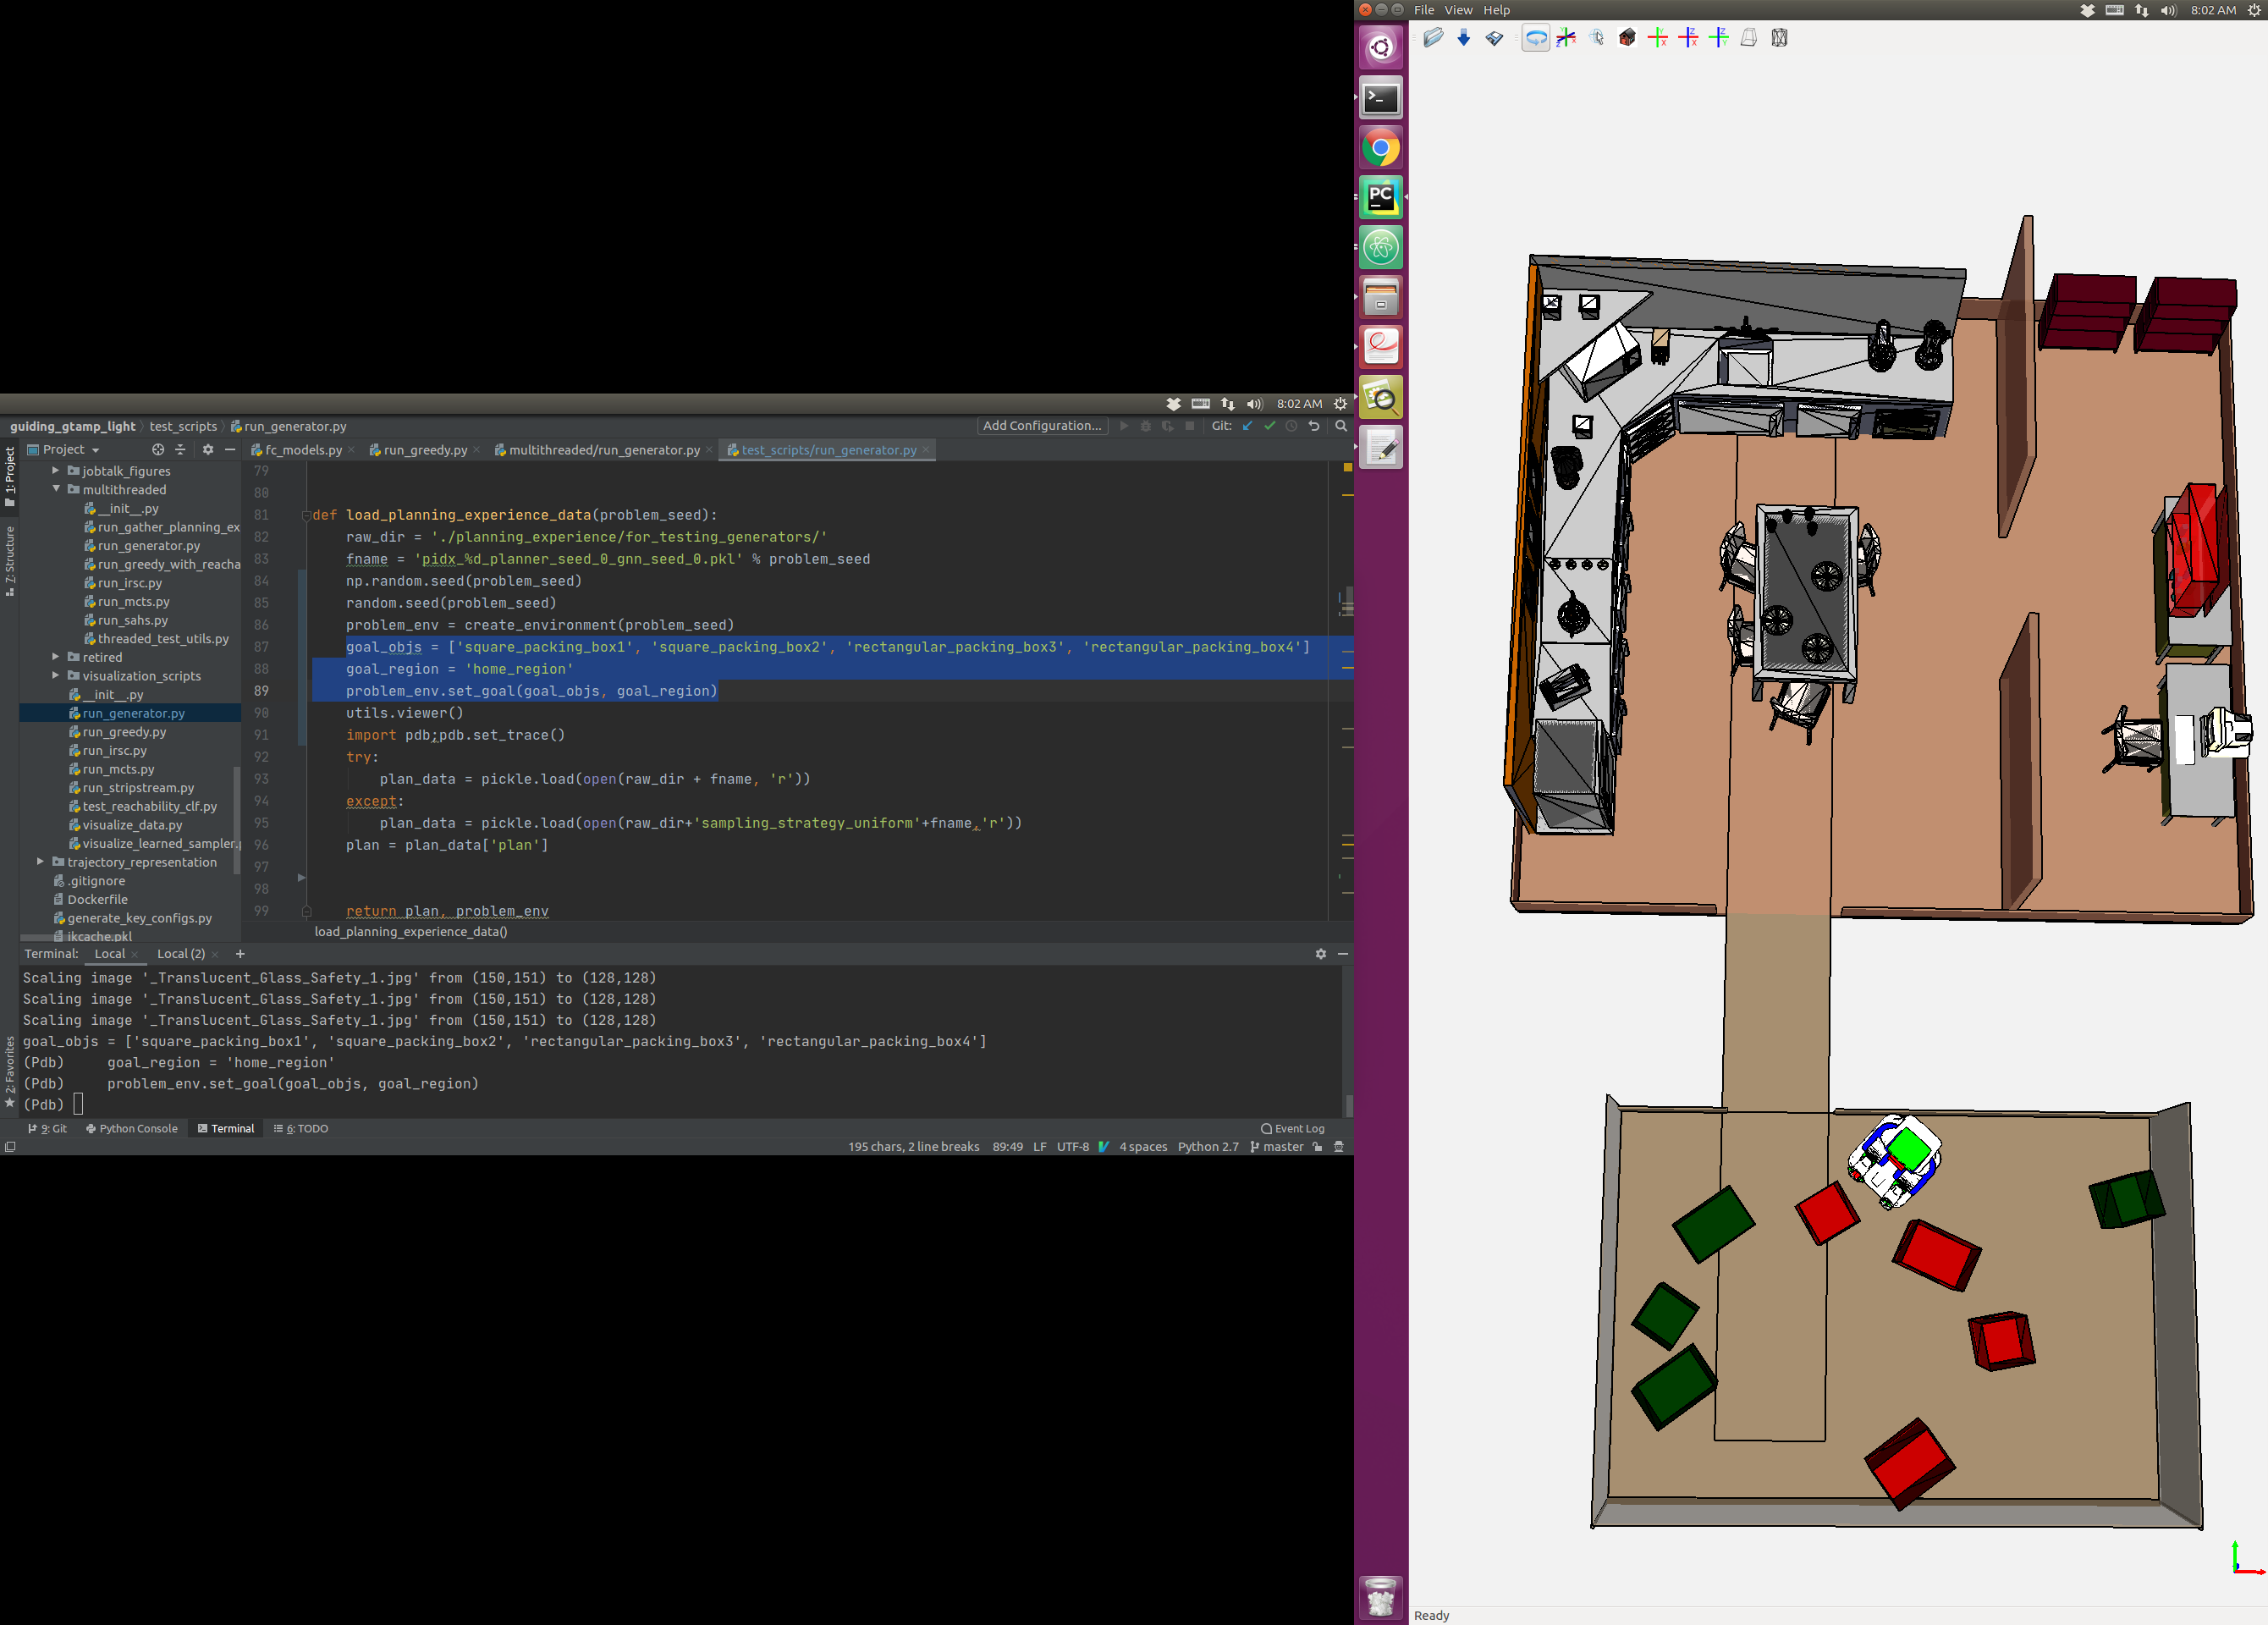 8:02 AM
guiding_gtamp_light test_scripts run_generator.py Add Configuration... Git:
1: Project
Z: Structure
2: Favorites
Project
jobtalk_figures
multithreaded
__init__.py
run_gather_planning_ex
run_generator.py
run_greedy_with_reacha
run_irsc.py
run_mcts.py
run_sahs.py
threaded_test_utils.py
retired
visualization_scripts
__init__.py
run_generator.py
run_greedy.py
run_irsc.py
run_mcts.py
run_stripstream.py
test_reachability_clf.py
visualize_data.py
visualize_learned_sampler.
trajectory_representation
.gitignore
Dockerfile
generate_key_configs.py
ikcache.pkl
fc_models.py run_greedy.py multithreaded/run_generator.py test_scripts/run_generator.py
79
80
81 def load_planning_experience_data(problem_seed):
82 raw_dir = './planning_experience/for_testing_generators/'
83 fname = 'pidx_%d_planner_seed_0_gnn_seed_0.pkl' % problem_seed
84 np.random.seed(problem_seed)
85 random.seed(problem_seed)
86 problem_env = create_environment(problem_seed)
87 goal_objs = ['square_packing_box1', 'square_packing_box2', 'rectangular_packing_box3', 'rectangular_packing_box4']
88 goal_region = 'home_region'
89 problem_env.set_goal(goal_objs, goal_region)
90 utils.viewer()
91 import pdb;pdb.set_trace()
92 try:
93 plan_data = pickle.load(open(raw_dir + fname, 'r'))
94 except:
95 plan_data = pickle.load(open(raw_dir+'sampling_strategy_uniform'+fname,'r'))
96 plan = plan_data['plan']
97
98
99 return plan, problem_env
load_planning_experience_data()
Terminal: Local Local (2) +
Scaling image '_Translucent_Glass_Safety_1.jpg' from (150,151) to (128,128)
Scaling image '_Translucent_Glass_Safety_1.jpg' from (150,151) to (128,128)
Scaling image '_Translucent_Glass_Safety_1.jpg' from (150,151) to (128,128)
goal_objs = ['square_packing_box1', 'square_packing_box2', 'rectangular_packing_box3', 'rectangular_packing_box4']
(Pdb) goal_region = 'home_region'
(Pdb) problem_env.set_goal(goal_objs, goal_region)
(Pdb)
9: Git Python Console Terminal 6: TODO Event Log
195 chars, 2 line breaks 89:49 LF UTF-8 4 spaces Python 2.7 master
File View Help 8:02 AM
PC
Ready